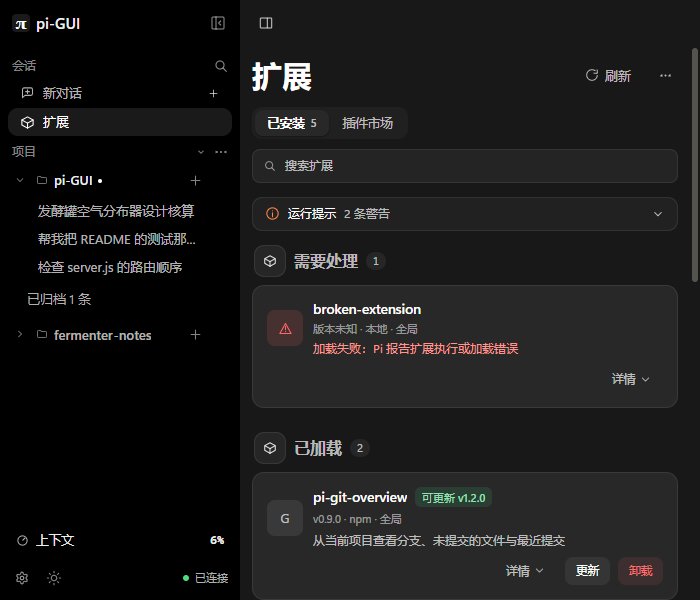 π pi-GUI
会话
新对话
扩展
项目
pi-GUI
发酵罐空气分布器设计核算
帮我把 README 的测试那...
检查 server.js 的路由顺序
已归档 1 条
fermenter-notes
上下文 6%
已连接
扩展
刷新
已安装 5 插件市场
搜索扩展
运行提示 2 条警告
需要处理 1
broken-extension
版本未知 · 本地 · 全局
加载失败：Pi 报告扩展执行或加载错误
详情
已加载 2
G
pi-git-overview 可更新 v1.2.0
v0.9.0 · npm · 全局
从当前项目查看分支、未提交的文件与最近提交
详情 更新 卸载